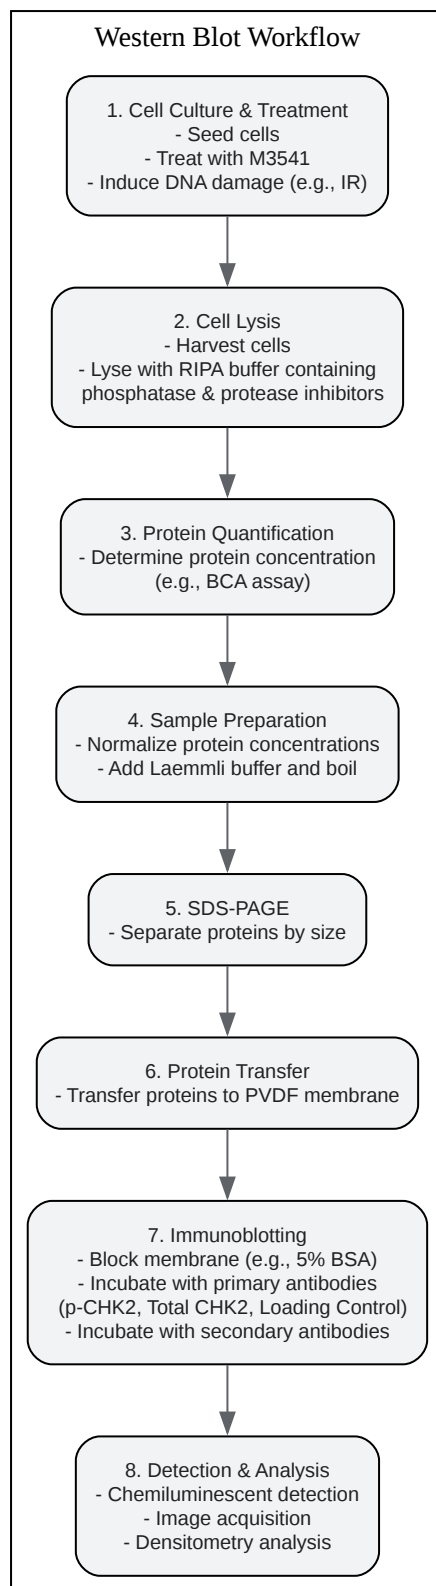 Western Blot Workflow
1. Cell Culture & Treatment
- Seed cells
- Treat with M3541
- Induce DNA damage (e.g., IR)
2. Cell Lysis
- Harvest cells
- Lyse with RIPA buffer containing
phosphatase & protease inhibitors
3. Protein Quantification
- Determine protein concentration
(e.g., BCA assay)
4. Sample Preparation
- Normalize protein concentrations
- Add Laemmli buffer and boil
5. SDS-PAGE
- Separate proteins by size
6. Protein Transfer
- Transfer proteins to PVDF membrane
7. Immunoblotting
- Block membrane (e.g., 5% BSA)
- Incubate with primary antibodies
(p-CHK2, Total CHK2, Loading Control)
- Incubate with secondary antibodies
8. Detection & Analysis
- Chemiluminescent detection
- Image acquisition
- Densitometry analysis